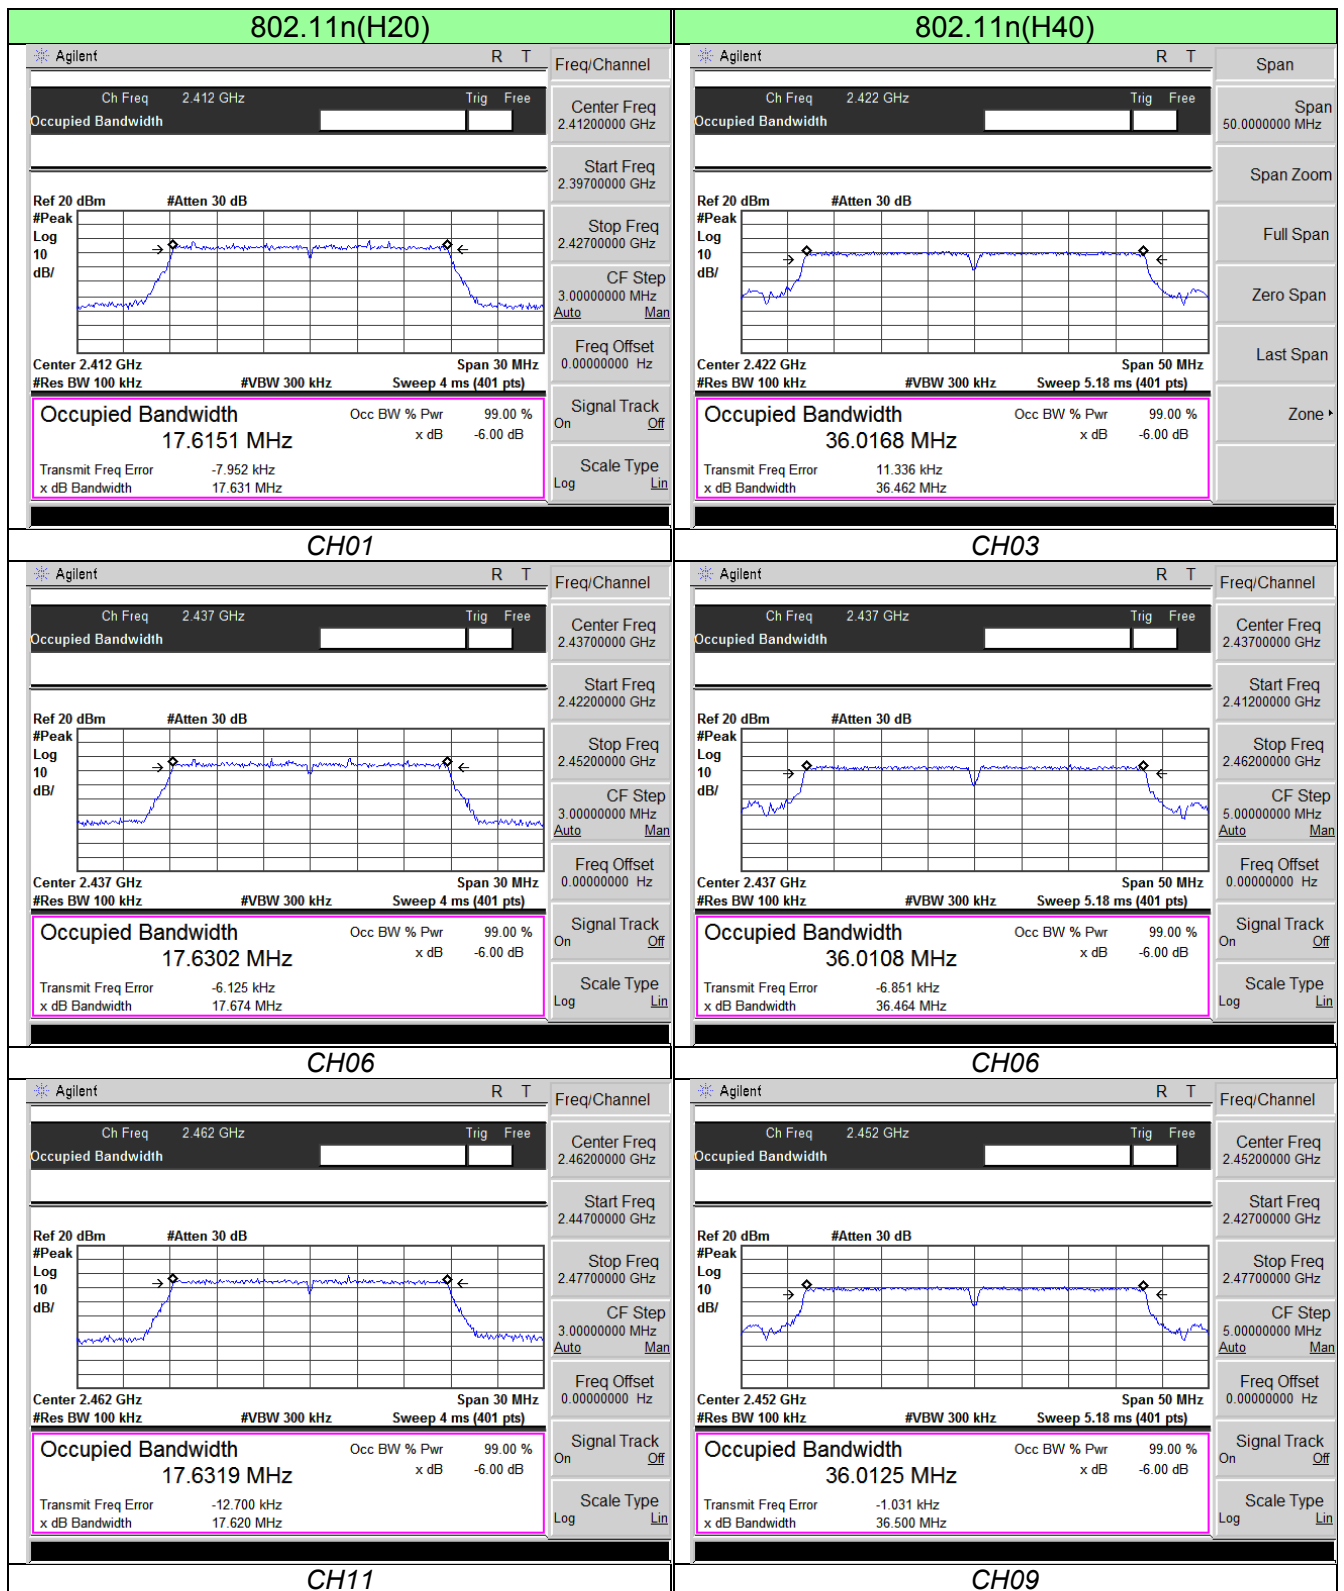 802.11n(H20)
802.11n(H40)
Agilent
R T
Freq/Channel
Ch Freq 2.412 GHz Trig Free
Occupied Bandwidth
Center Freq
2.41200000 GHz
Start Freq
2.39700000 GHz
Stop Freq
2.42700000 GHz
CF Step
3.00000000 MHz
Auto Man
Freq Offset
0.00000000 Hz
Signal Track
On Off
Scale Type
Log Lin
Ref 20 dBm #Atten 30 dB
#Peak
Log
10
dB/
Center 2.412 GHz Span 30 MHz
#Res BW 100 kHz #VBW 300 kHz Sweep 4 ms (401 pts)
Occupied Bandwidth Occ BW % Pwr 99.00 %
17.6151 MHz x dB -6.00 dB
Transmit Freq Error -7.952 kHz
x dB Bandwidth 17.631 MHz
CH01
Agilent
R T
Span
Ch Freq 2.422 GHz Trig Free
Occupied Bandwidth
Span
50.0000000 MHz
Span Zoom
Full Span
Zero Span
Last Span
Zone
Ref 20 dBm #Atten 30 dB
#Peak
Log
10
dB/
Center 2.422 GHz Span 50 MHz
#Res BW 100 kHz #VBW 300 kHz Sweep 5.18 ms (401 pts)
Occupied Bandwidth Occ BW % Pwr 99.00 %
36.0168 MHz x dB -6.00 dB
Transmit Freq Error 11.336 kHz
x dB Bandwidth 36.462 MHz
CH03
Agilent
R T
Freq/Channel
Ch Freq 2.437 GHz Trig Free
Occupied Bandwidth
Center Freq
2.43700000 GHz
Start Freq
2.42200000 GHz
Stop Freq
2.45200000 GHz
CF Step
3.00000000 MHz
Auto Man
Freq Offset
0.00000000 Hz
Signal Track
On Off
Scale Type
Log Lin
Ref 20 dBm #Atten 30 dB
#Peak
Log
10
dB/
Center 2.437 GHz Span 30 MHz
#Res BW 100 kHz #VBW 300 kHz Sweep 4 ms (401 pts)
Occupied Bandwidth Occ BW % Pwr 99.00 %
17.6302 MHz x dB -6.00 dB
Transmit Freq Error -6.125 kHz
x dB Bandwidth 17.674 MHz
CH06
Agilent
R T
Freq/Channel
Ch Freq 2.437 GHz Trig Free
Occupied Bandwidth
Center Freq
2.43700000 GHz
Start Freq
2.41200000 GHz
Stop Freq
2.46200000 GHz
CF Step
5.00000000 MHz
Auto Man
Freq Offset
0.00000000 Hz
Signal Track
On Off
Scale Type
Log Lin
Ref 20 dBm #Atten 30 dB
#Peak
Log
10
dB/
Center 2.437 GHz Span 50 MHz
#Res BW 100 kHz #VBW 300 kHz Sweep 5.18 ms (401 pts)
Occupied Bandwidth Occ BW % Pwr 99.00 %
36.0108 MHz x dB -6.00 dB
Transmit Freq Error -6.851 kHz
x dB Bandwidth 36.464 MHz
CH06
Agilent
R T
Freq/Channel
Ch Freq 2.462 GHz Trig Free
Occupied Bandwidth
Center Freq
2.46200000 GHz
Start Freq
2.44700000 GHz
Stop Freq
2.47700000 GHz
CF Step
3.00000000 MHz
Auto Man
Freq Offset
0.00000000 Hz
Signal Track
On Off
Scale Type
Log Lin
Ref 20 dBm #Atten 30 dB
#Peak
Log
10
dB/
Center 2.462 GHz Span 30 MHz
#Res BW 100 kHz #VBW 300 kHz Sweep 4 ms (401 pts)
Occupied Bandwidth Occ BW % Pwr 99.00 %
17.6319 MHz x dB -6.00 dB
Transmit Freq Error -12.700 kHz
x dB Bandwidth 17.620 MHz
CH11
Agilent
R T
Freq/Channel
Ch Freq 2.452 GHz Trig Free
Occupied Bandwidth
Center Freq
2.45200000 GHz
Start Freq
2.42700000 GHz
Stop Freq
2.47700000 GHz
CF Step
5.00000000 MHz
Auto Man
Freq Offset
0.00000000 Hz
Signal Track
On Off
Scale Type
Log Lin
Ref 20 dBm #Atten 30 dB
#Peak
Log
10
dB/
Center 2.452 GHz Span 50 MHz
#Res BW 100 kHz #VBW 300 kHz Sweep 5.18 ms (401 pts)
Occupied Bandwidth Occ BW % Pwr 99.00 %
36.0125 MHz x dB -6.00 dB
Transmit Freq Error -1.031 kHz
x dB Bandwidth 36.500 MHz
CH09